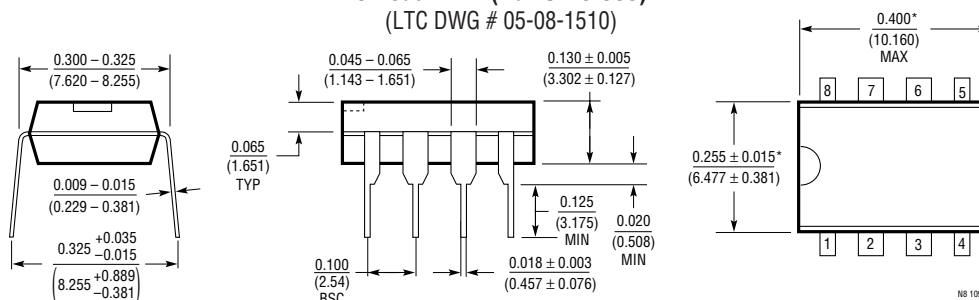 (LTC DWG # 05-08-1510)
0.300 – 0.325
(7.620 – 8.255)
0.009 – 0.015
(0.229 – 0.381)
0.325 +0.035 –0.015
(8.255 +0.889 –0.381)
0.045 – 0.065
(1.143 – 1.651)
0.130 ± 0.005
(3.302 ± 0.127)
0.065
(1.651)
TYP
0.125
(3.175)
MIN
0.020
(0.508)
MIN
0.100
(2.54)
BSC
0.018 ± 0.003
(0.457 ± 0.076)
0.400*
(10.160)
MAX
8 7 6 5
0.255 ± 0.015*
(6.477 ± 0.381)
1 2 3 4